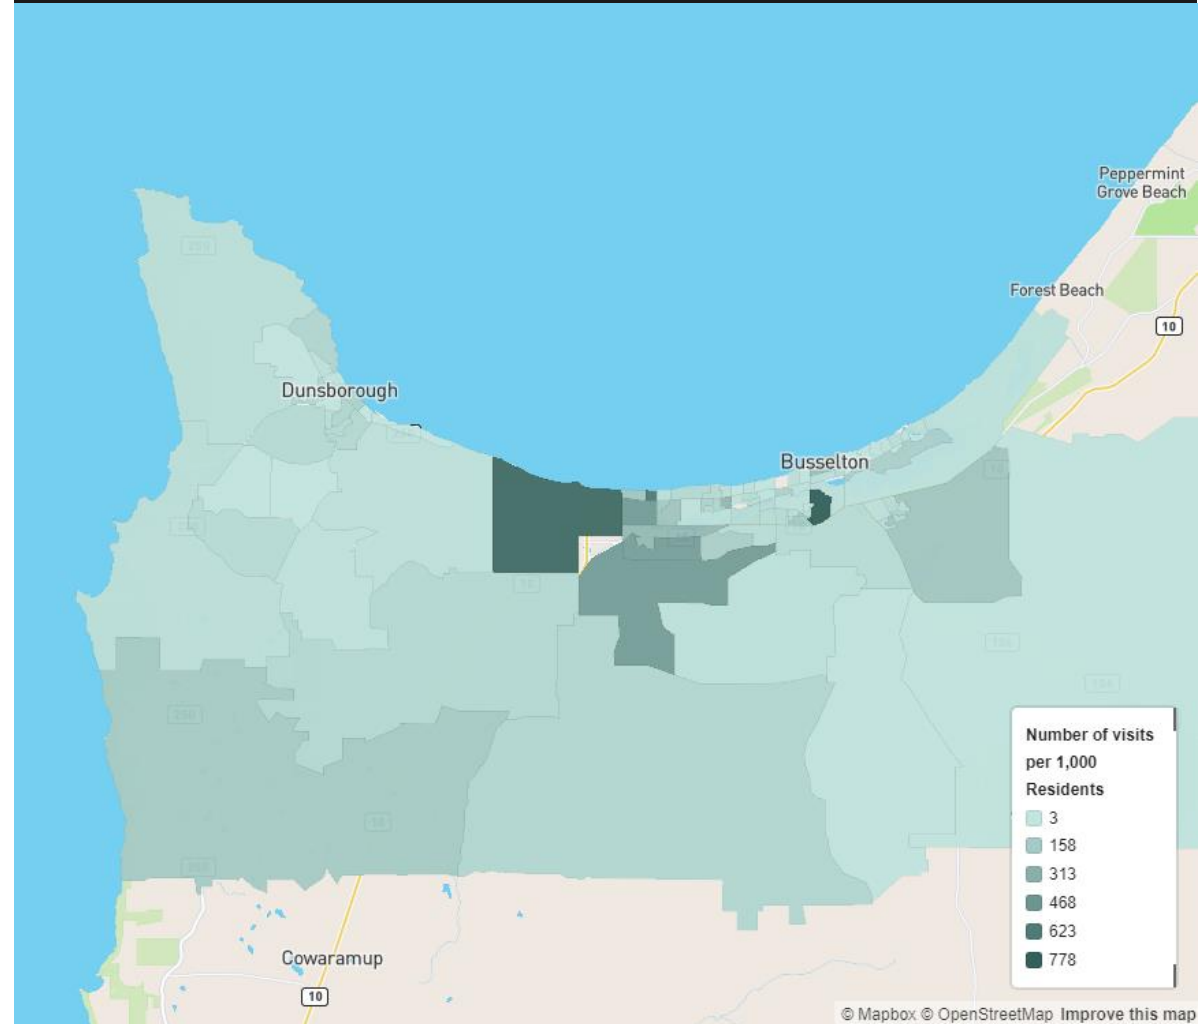 Peppermint
Grove Beach
Forest Beach
10
Dunsborough
Busselton
Number of visits
per 1,000
Residents
3
158
313
468
623
778
Cowaramup
10
© Mapbox © OpenStreetMap Improve this map